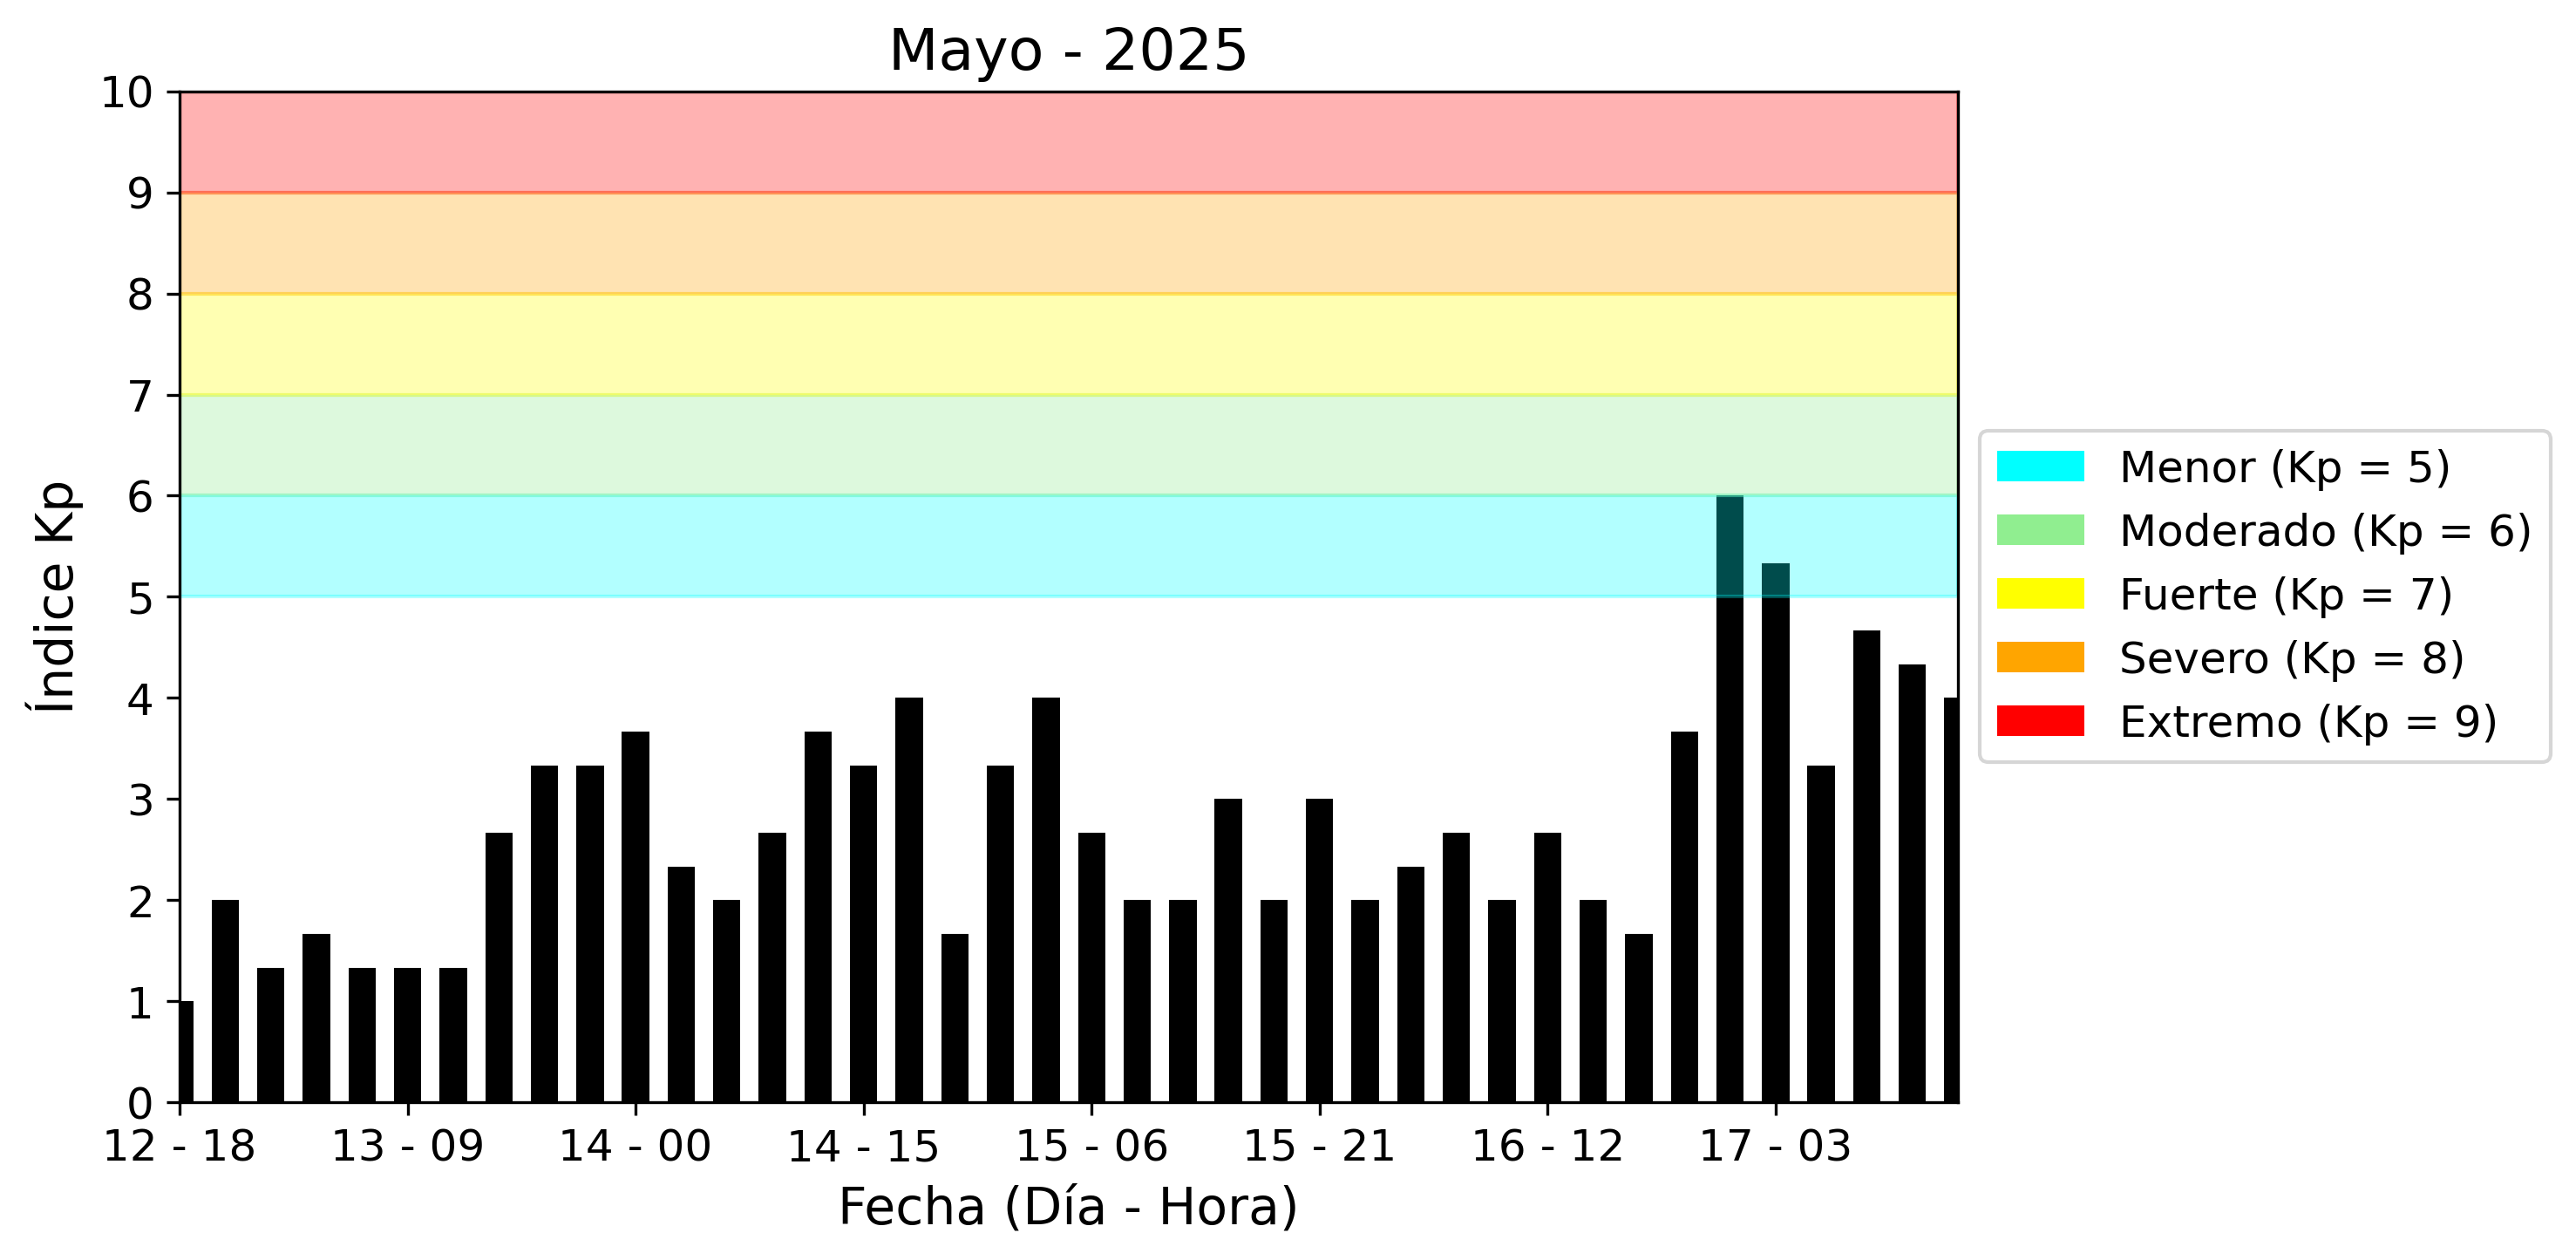 Mayo - 2025
10
9
8
7
6
5
4
3
2
1
0
Índice Kp
12 - 18 13 - 09 14 - 00 14 - 15 15 - 06 15 - 21 16 - 12 17 - 03
Fecha (Día - Hora)
Menor (Kp = 5)
Moderado (Kp = 6)
Fuerte (Kp = 7)
Severo (Kp = 8)
Extremo (Kp = 9)